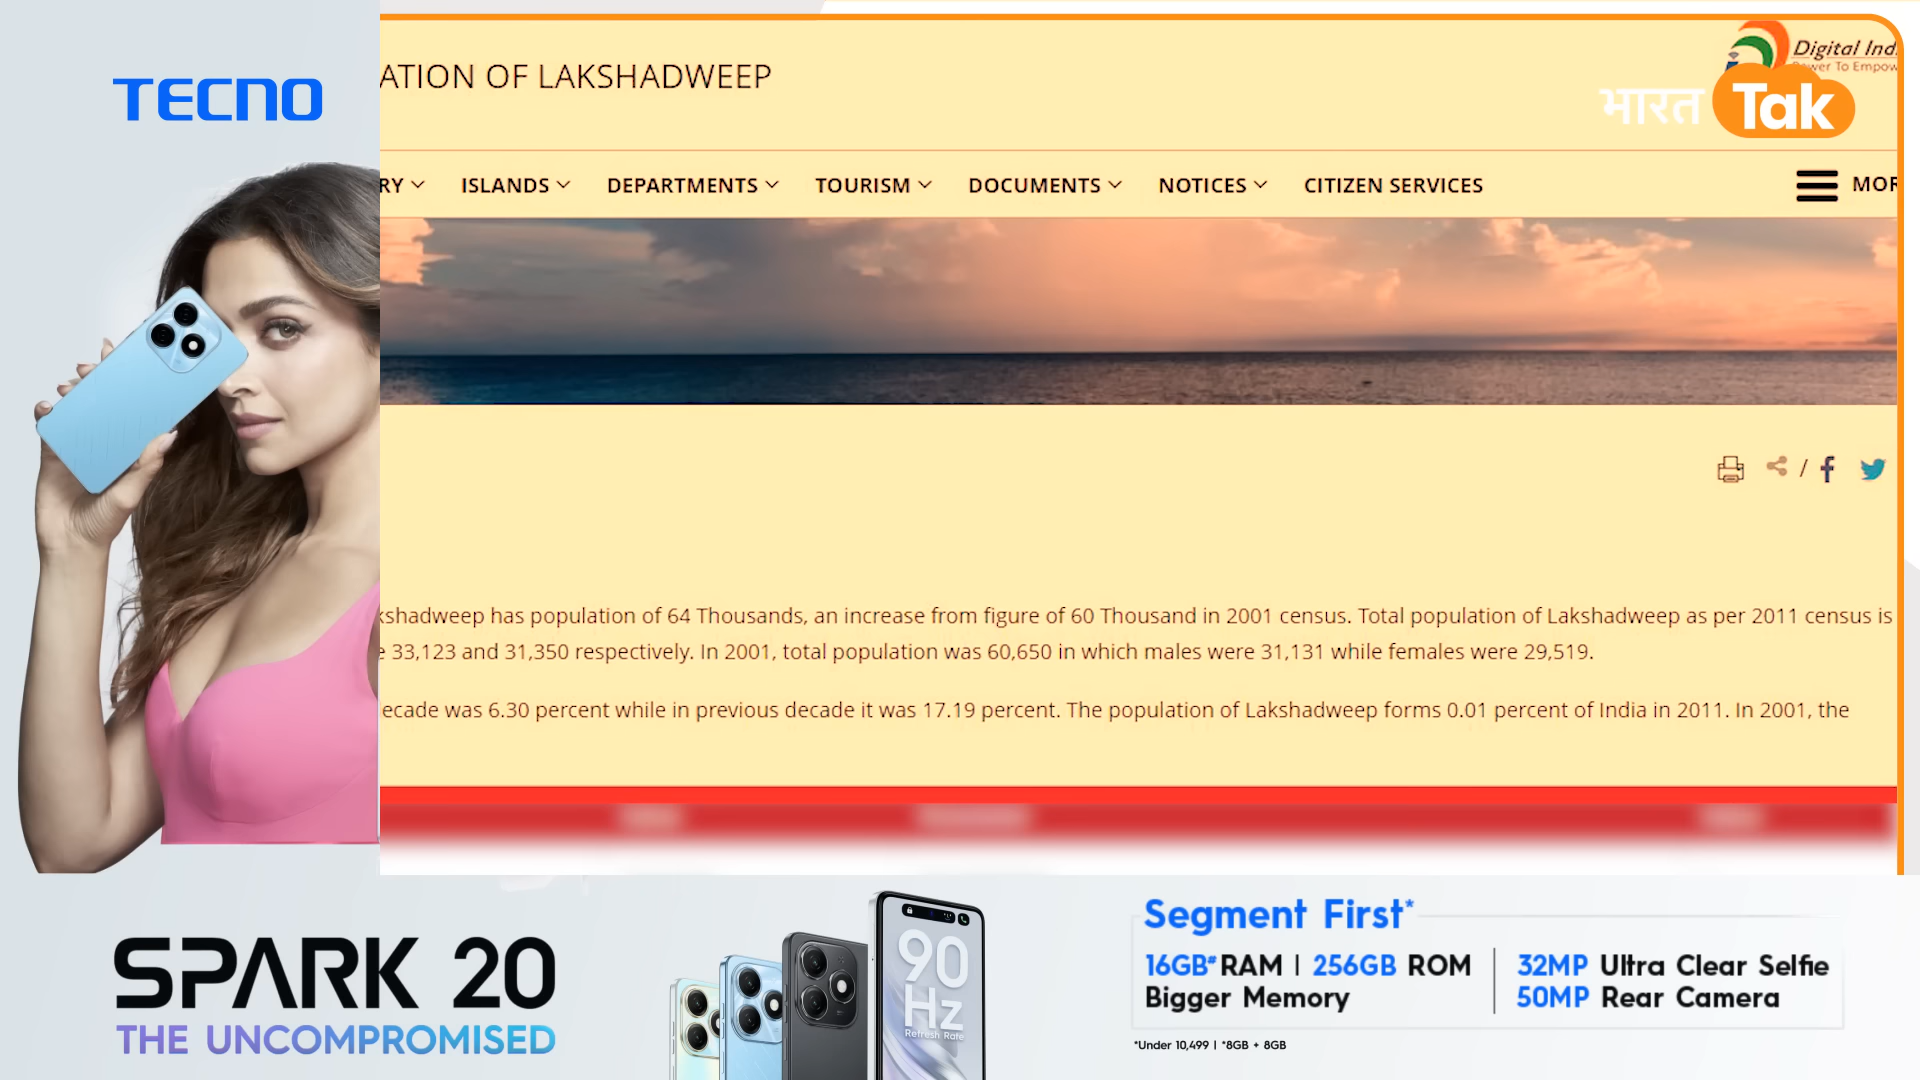 TECNO
ATION OF LAKSHADWEEP
Digital Ind
Power To Empow
भारत Tak
RY ISLANDS DEPARTMENTS TOURISM DOCUMENTS NOTICES CITIZEN SERVICES MOR
kshadweep has population of 64 Thousands, an increase from figure of 60 Thousand in 2001 census. Total population of Lakshadweep as per 2011 census is
e 33,123 and 31,350 respectively. In 2001, total population was 60,650 in which males were 31,131 while females were 29,519.
ecade was 6.30 percent while in previous decade it was 17.19 percent. The population of Lakshadweep forms 0.01 percent of India in 2011. In 2001, the
SPARK 20
THE UNCOMPROMISED
90
Hz
Refresh Rate
Segment First*
16GB# RAM | 256GB ROM
Bigger Memory
32MP Ultra Clear Selfie
50MP Rear Camera
*Under 10,499 | *8GB + 8GB